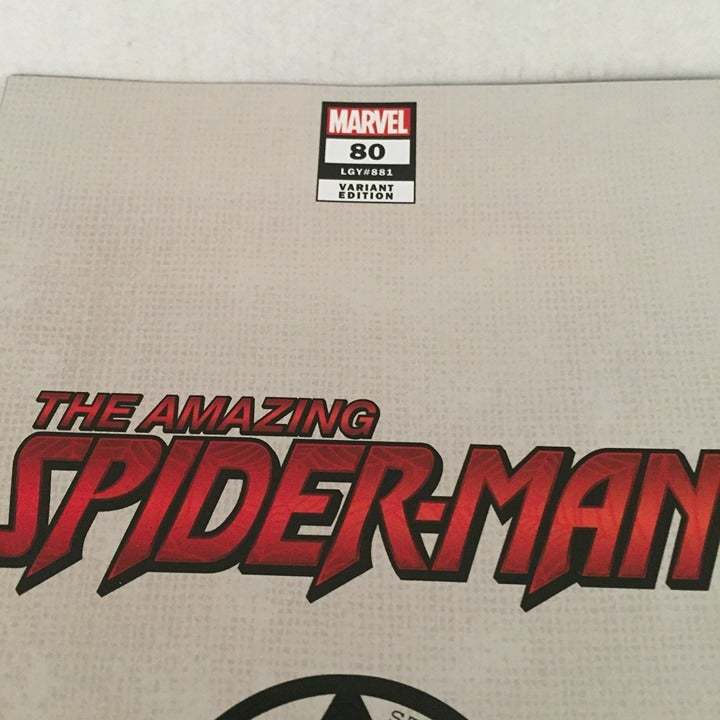 MARVEL
80
LGY#881
VARIANT
EDITION
THE AMAZING
SPIDER-MAN